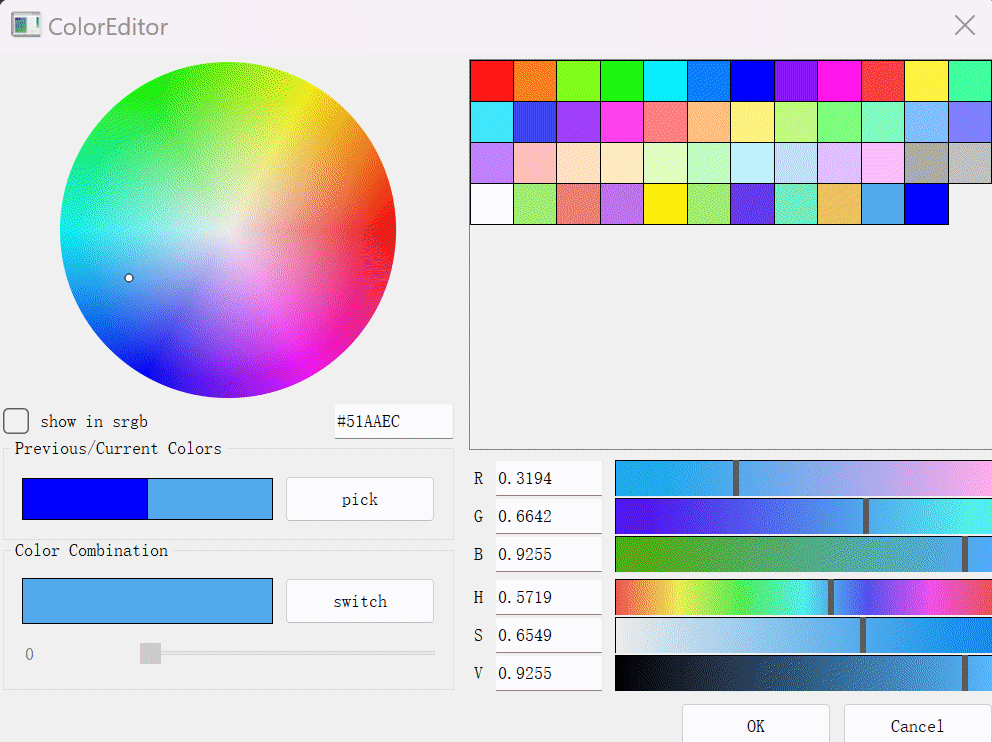 ColorEditor
show in srgb
#51AAEC
Previous/Current Colors
pick
Color Combination
switch
0
R 0.3194
G 0.6642
B 0.9255
H 0.5719
S 0.6549
V 0.9255
OK
Cancel